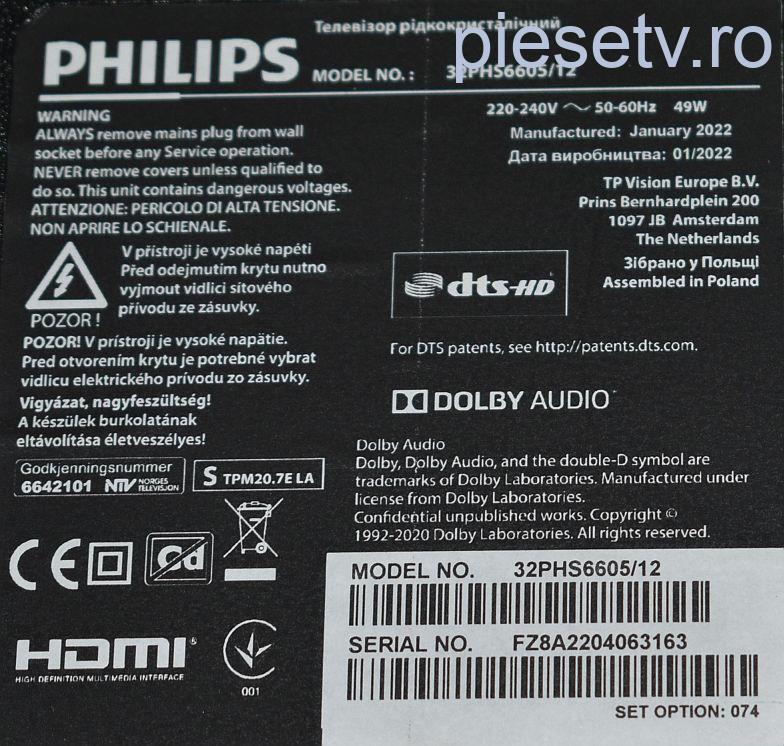 piesetv.ro
Телевізор рідкокристалічний
PHILIPS MODEL NO. : 32PHS6605/12
220-240V ~ 50-60Hz 49W
Manufactured: January 2022
Дата виробництва: 01/2022
TP Vision Europe B.V.
Prins Bernhardplein 200
1097 JB Amsterdam
The Netherlands
Зібрано у Польщі
Assembled in Poland
WARNING
ALWAYS remove mains plug from wall
socket before any Service operation.
NEVER remove covers unless qualified to
do so. This unit contains dangerous voltages.
ATTENZIONE: PERICOLO DI ALTA TENSIONE.
NON APRIRE LO SCHIENALE.
V přístroji je vysoké napětí
Před odejmutím krytu nutno
vyjmout vidlici síťového
přívodu ze zásuvky.
POZOR !
POZOR! V prístroji je vysoké napätie.
Pred otvorením krytu je potrebné vybrat
vidlicu elektrického prívodu zo zásuvky.
Vigyázat, nagyfeszültség!
A készülek burkolatának
eltávolítása életveszélyes!
Godkjenningsnummer
6642101 NTV NORGES
TELEVISJON
S TPM20.7E LA
dts-HD
For DTS patents, see http://patents.dts.com.
DOLBY AUDIO™
Dolby Audio
Dolby, Dolby Audio, and the double-D symbol are
trademarks of Dolby Laboratories. Manufactured under
license from Dolby Laboratories.
Confidential unpublished works. Copyright ©
1992-2020 Dolby Laboratories. All rights reserved.
CE
Cd
HDMI®
HIGH DEFINITION MULTIMEDIA INTERFACE
001
MODEL NO. 32PHS6605/12
SERIAL NO. FZ8A2204063163
SET OPTION: 074